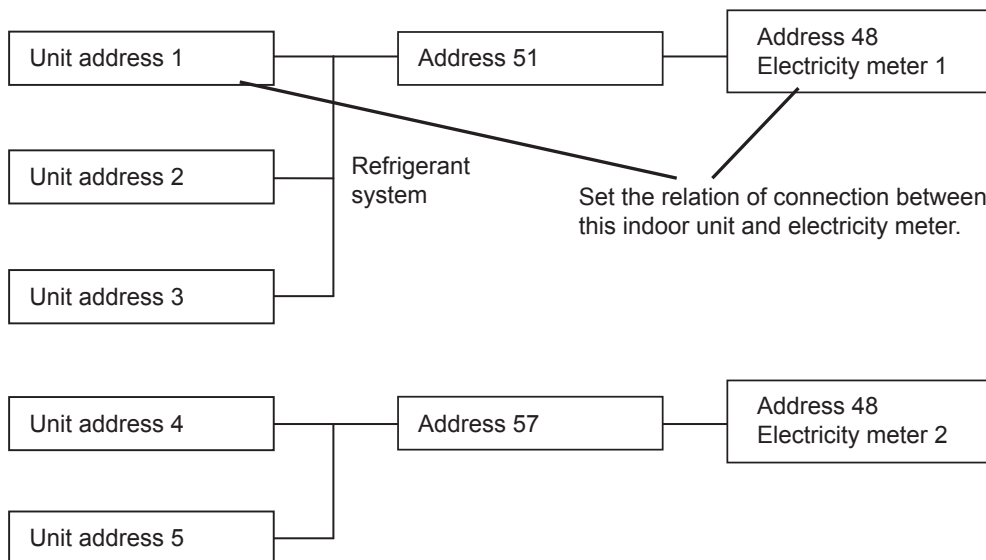 Unit address 1
Address 51
Address 48
Electricity meter 1
Unit address 2
Refrigerant
system
Set the relation of connection between
this indoor unit and electricity meter.
Unit address 3
Unit address 4
Address 57
Address 48
Electricity meter 2
Unit address 5